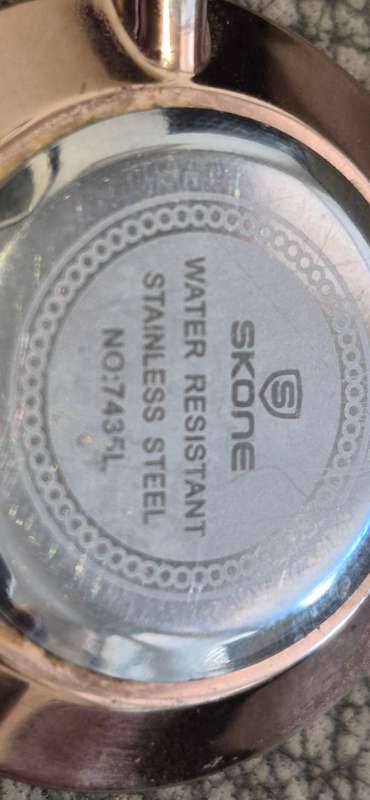 S
SKONE
WATER RESISTANT
STAINLESS STEEL
NO:7435L